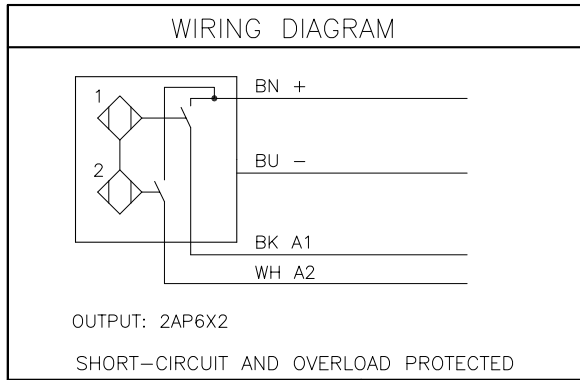 WIRING DIAGRAM
BN +
1
BU −
2
BK A1
WH A2
OUTPUT: 2AP6X2
SHORT−CIRCUIT AND OVERLOAD PROTECTED